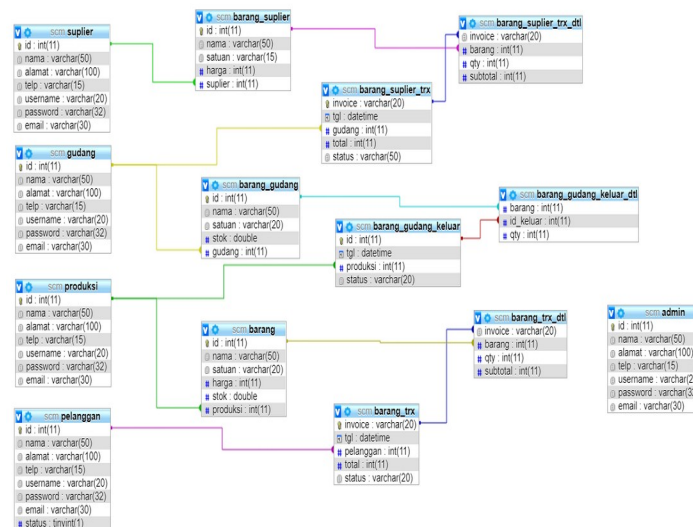 scm suplier
id : int(11)
nama : varchar(50)
alamat : varchar(100)
telp : varchar(15)
username : varchar(20)
password : varchar(32)
email : varchar(30)
scm barang_suplier
id : int(11)
nama : varchar(50)
satuan : varchar(15)
harga : int(11)
suplier : int(11)
scm barang_suplier_trx_dtl
invoice : varchar(20)
barang : int(11)
qty : int(11)
subtotal : int(11)
scm barang_suplier_trx
invoice : varchar(20)
tgl : datetime
gudang : int(11)
total : int(11)
status : varchar(50)
scm gudang
id : int(11)
nama : varchar(50)
alamat : varchar(100)
telp : varchar(15)
username : varchar(20)
password : varchar(32)
email : varchar(30)
scm barang_gudang
id : int(11)
nama : varchar(50)
satuan : varchar(20)
stok : double
gudang : int(11)
scm barang_gudang_keluar_dtl
barang : int(11)
id_keluar : int(11)
qty : int(11)
scm barang_gudang_keluar
id : int(11)
tgl : datetime
produksi : int(11)
status : varchar(20)
scm produksi
id : int(11)
nama : varchar(50)
alamat : varchar(100)
telp : varchar(15)
username : varchar(20)
password : varchar(32)
email : varchar(30)
scm barang
id : int(11)
nama : varchar(50)
satuan : varchar(20)
harga : int(11)
stok : double
produksi : int(11)
scm barang_trx_dtl
invoice : varchar(20)
barang : int(11)
qty : int(11)
subtotal : int(11)
scm admin
id : int(11)
nama : varchar(50)
alamat : varchar(100)
telp : varchar(15)
username : varchar(2
password : varchar(32
email : varchar(30)
scm pelanggan
id : int(11)
nama : varchar(50)
alamat : varchar(100)
telp : varchar(15)
username : varchar(20)
password : varchar(32)
email : varchar(30)
status : tinyint(1)
scm barang_trx
invoice : varchar(20)
tgl : datetime
pelanggan : int(11)
total : int(11)
status : varchar(20)